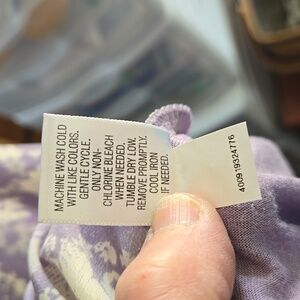 MACHINE WASH COLD
WITH LIKE COLORS.
GENTLE CYCLE.
ONLY NON-
CHLORINE BLEACH
WHEN NEEDED.
TUMBLE DRY LOW.
REMOVE PROMPTLY.
COOL IRON
IF NEEDED.
400919324776